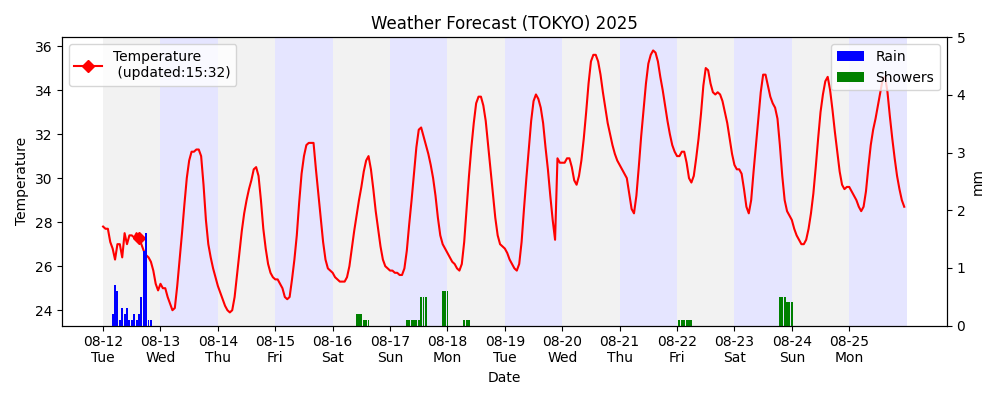 Weather Forecast (TOKYO) 2025
Temperature
(updated:15:32)
Rain
Showers
36
34
32
30
28
26
24
Temperature
5
4
3
2
1
0
mm
08-12 08-13 08-14 08-15 08-16 08-17 08-18 08-19 08-20 08-21 08-22 08-23 08-24 08-25
Tue Wed Thu Fri Sat Sun Mon Tue Wed Thu Fri Sat Sun Mon
Date